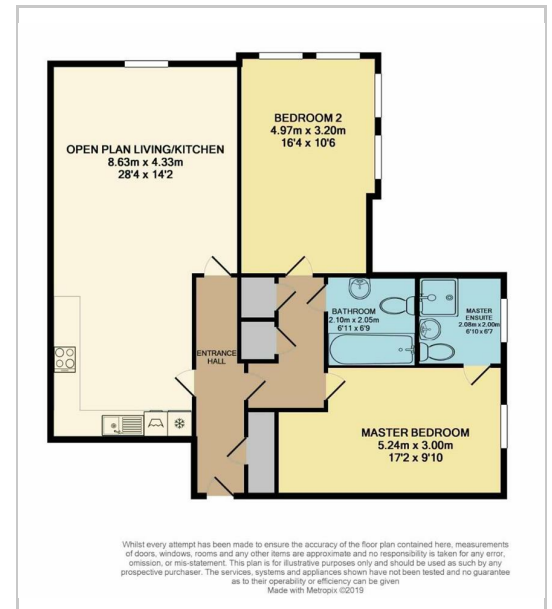 BEDROOM 2
4.97m x 3.20m
16'4 x 10'6
OPEN PLAN LIVING/KITCHEN
8.63m x 4.33m
28'4 x 14'2
BATHROOM
2.10m x 2.05m
6'11 x 6'9
MASTER
ENSUITE
2.08m x 2.00m
6'10 x 6'7
ENTRANCE
HALL
MASTER BEDROOM
5.24m x 3.00m
17'2 x 9'10
Whilst every attempt has been made to ensure the accuracy of the floor plan contained here, measurements
of doors, windows, rooms and any other items are approximate and no responsibility is taken for any error,
omission, or mis-statement. This plan is for illustrative purposes only and should be used as such by any
prospective purchaser. The services, systems and appliances shown have not been tested and no guarantee
as to their operability or efficiency can be given
Made with Metropix ©2019